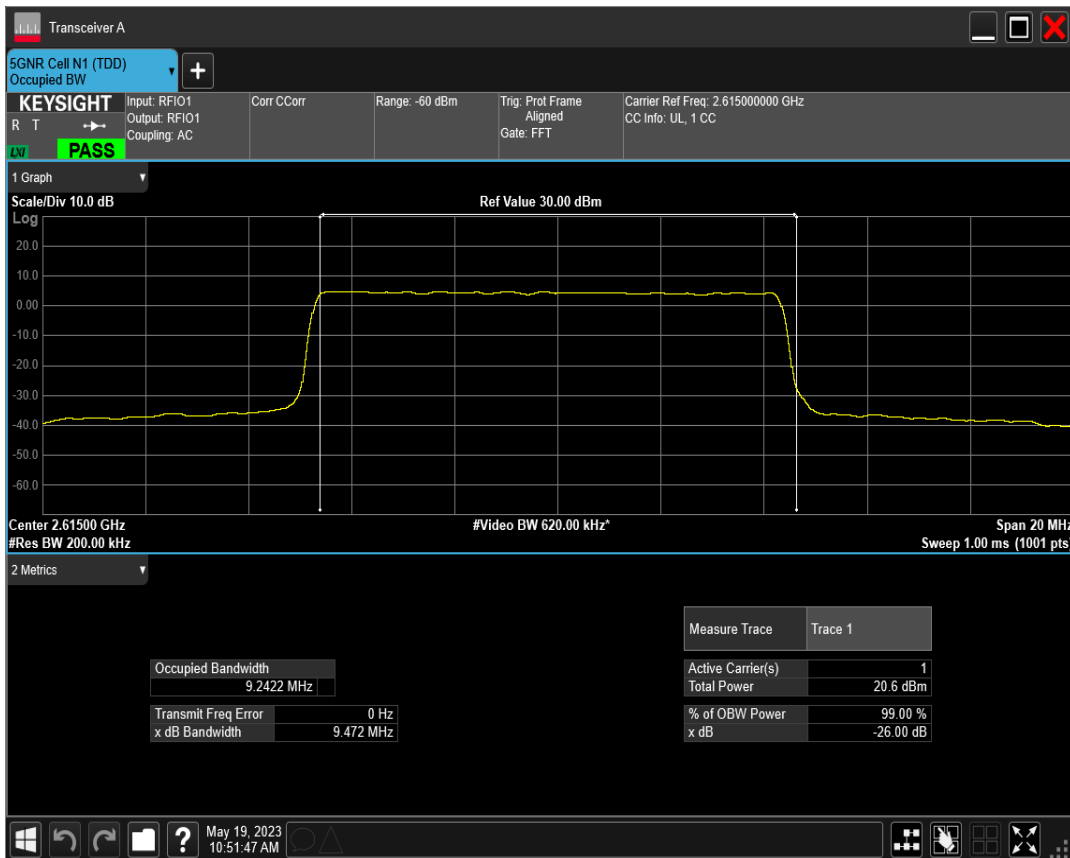 Transceiver A
5GNR Cell N1 (TDD)
Occupied BW
+
KEYSIGHT
R T
LXI
PASS
Input: RFIO1
Output: RFIO1
Coupling: AC
Corr CCorr
Range: -60 dBm
Trig: Prot Frame
Aligned
Gate: FFT
Carrier Ref Freq: 2.615000000 GHz
CC Info: UL, 1 CC
1 Graph
Scale/Div 10.0 dB
Ref Value 30.00 dBm
Log
20.0
10.0
0.00
-10.0
-20.0
-30.0
-40.0
-50.0
-60.0
Center 2.61500 GHz
#Video BW 620.00 kHz*
Span 20 MHz
#Res BW 200.00 kHz
Sweep 1.00 ms (1001 pts)
2 Metrics
Measure Trace Trace 1
Occupied Bandwidth
9.2422 MHz
Active Carrier(s) 1
Total Power 20.6 dBm
Transmit Freq Error 0 Hz
x dB Bandwidth 9.472 MHz
% of OBW Power 99.00 %
x dB -26.00 dB
?
May 19, 2023
10:51:47 AM